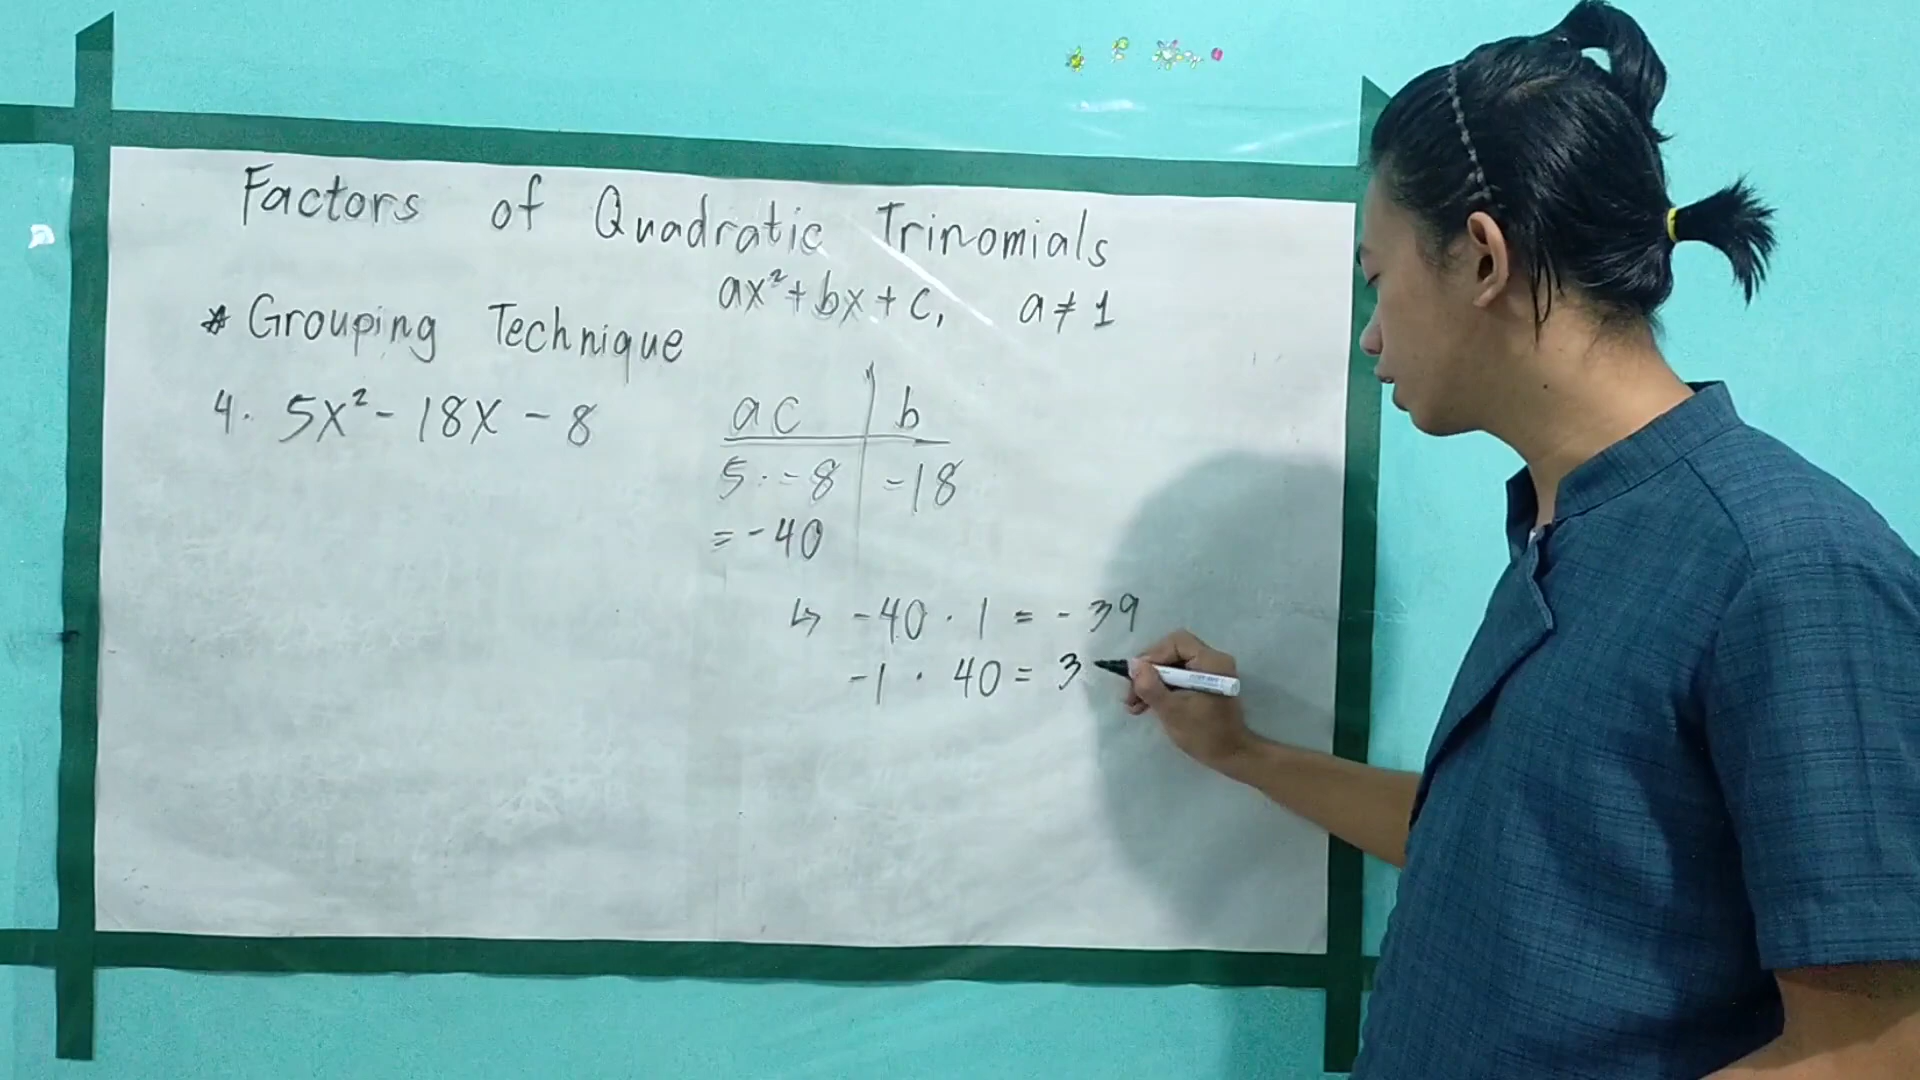 Factors of Quadratic Trinomials
ax² + bx + c, a ≠ 1
* Grouping Technique
4. 5x² - 18x - 8
ac | b
5 · -8 | -18
= -40
↳ -40 · 1 = -39
-1 · 40 = 3